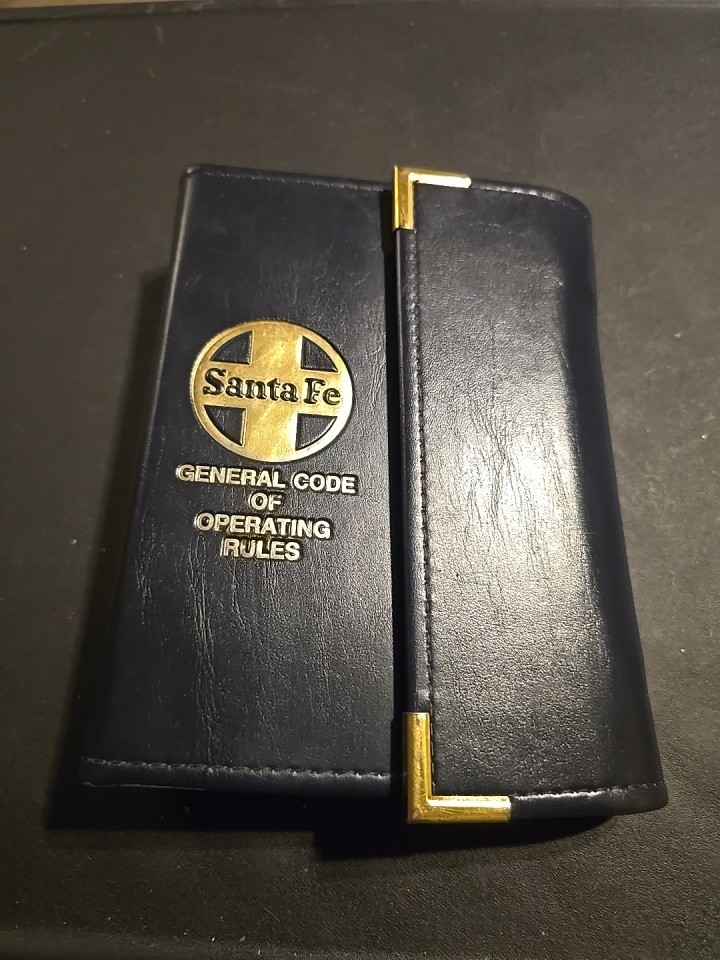 Santa Fe
GENERAL CODE
OF
OPERATING
RULES